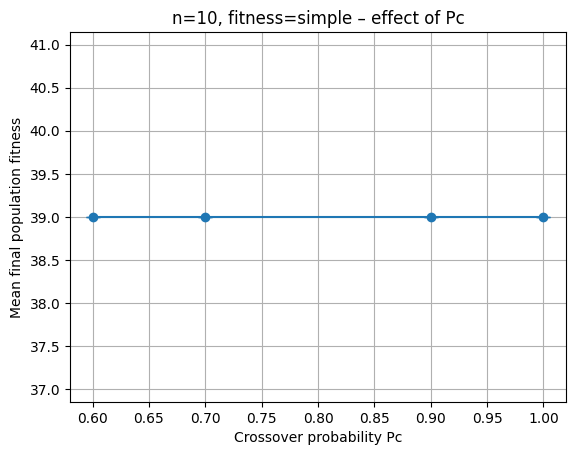 n=10, fitness=simple – effect of Pc
Mean final population fitness
41.0
40.5
40.0
39.5
39.0
38.5
38.0
37.5
37.0
0.60 0.65 0.70 0.75 0.80 0.85 0.90 0.95 1.00
Crossover probability Pc